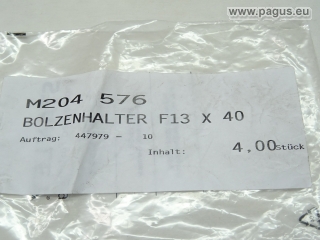 www.pagus.eu
M204 576
BOLZENHALTER F13 X 40
Auftrag: 447979 - 10
Inhalt: 4,00 Stück